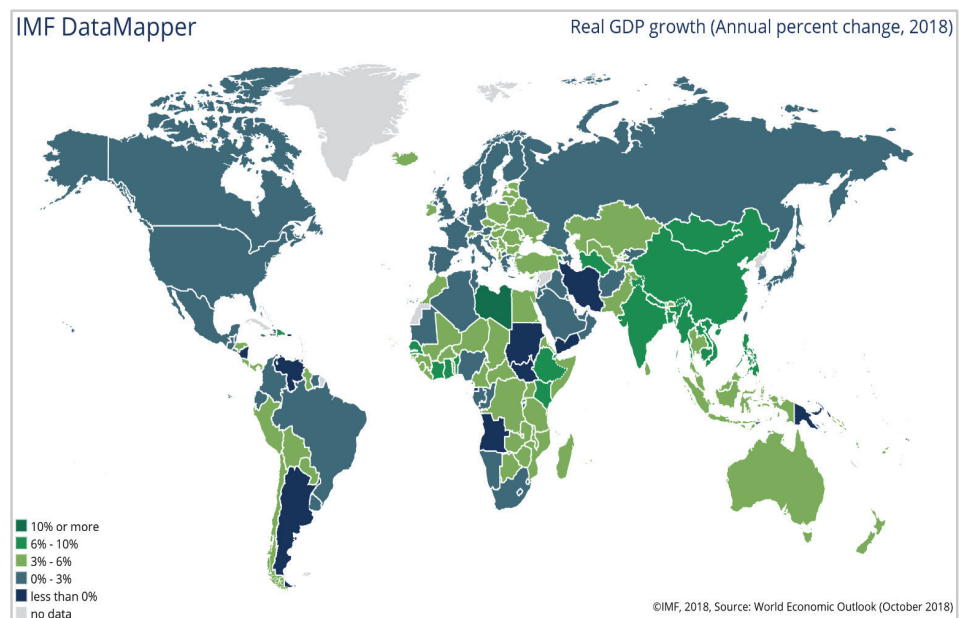 IMF DataMapper
Real GDP growth (Annual percent change, 2018)
10% or more
6% - 10%
3% - 6%
0% - 3%
less than 0%
no data
©IMF, 2018, Source: World Economic Outlook (October 2018)